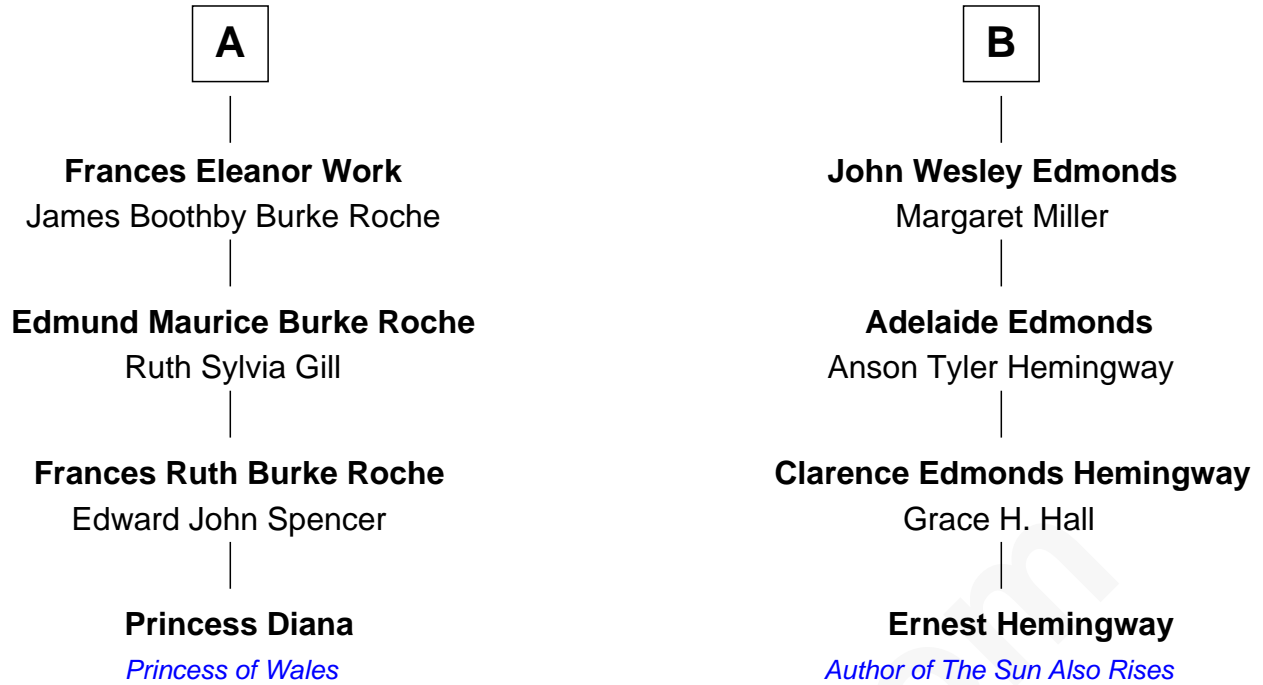 A
Frances Eleanor Work
James Boothby Burke Roche
Edmund Maurice Burke Roche
Ruth Sylvia Gill
Frances Ruth Burke Roche
Edward John Spencer
Princess Diana
Princess of Wales
B
John Wesley Edmonds
Margaret Miller
Adelaide Edmonds
Anson Tyler Hemingway
Clarence Edmonds Hemingway
Grace H. Hall
Ernest Hemingway
Author of The Sun Also Rises